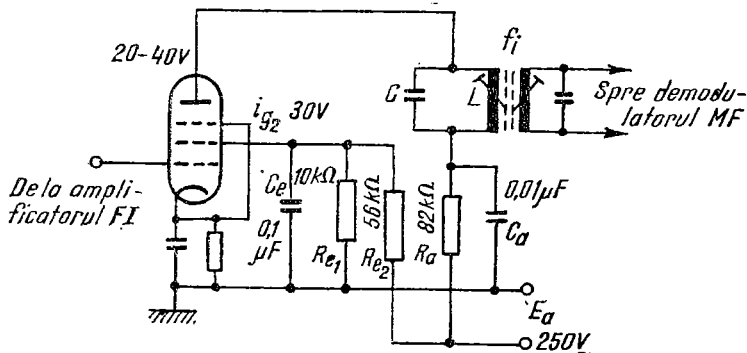 20-40V
i g2 30V
De la ampli-
ficatorul FI
Ce
0,1
μF
10kΩ
Re1
56kΩ
Re2
82kΩ
Ra
0,01μF
Ca
C
L
fi
Spre demodu-
latorul MF
Ea
250V